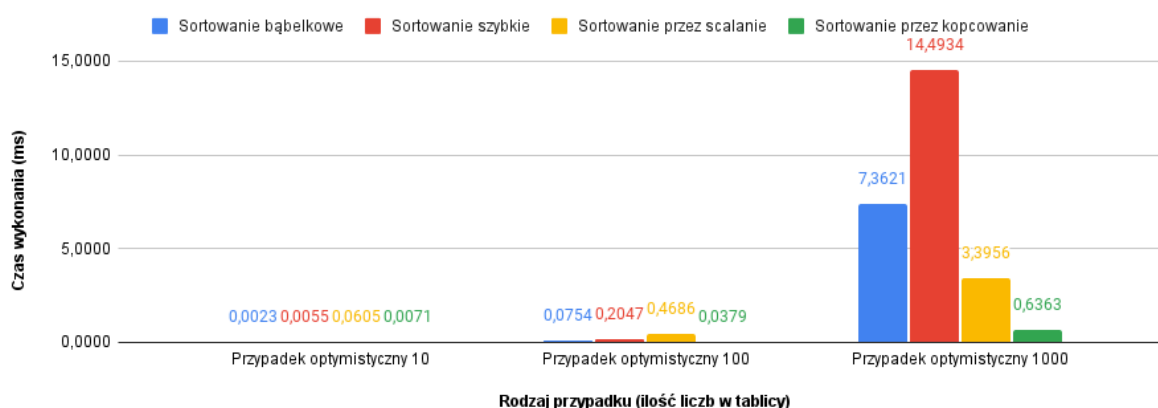 Sortowanie bąbelkowe Sortowanie szybkie Sortowanie przez scalanie Sortowanie przez kopcowanie
14,4934
15,0000
10,0000
7,3621
5,0000
3,3956
0,6363
0,0023 0,0055 0,0605 0,0071 0,0754 0,2047 0,4686 0,0379
0,0000
Przypadek optymistyczny 10 Przypadek optymistyczny 100 Przypadek optymistyczny 1000
Czas wykonania (ms)
Rodzaj przypadku (ilość liczb w tablicy)